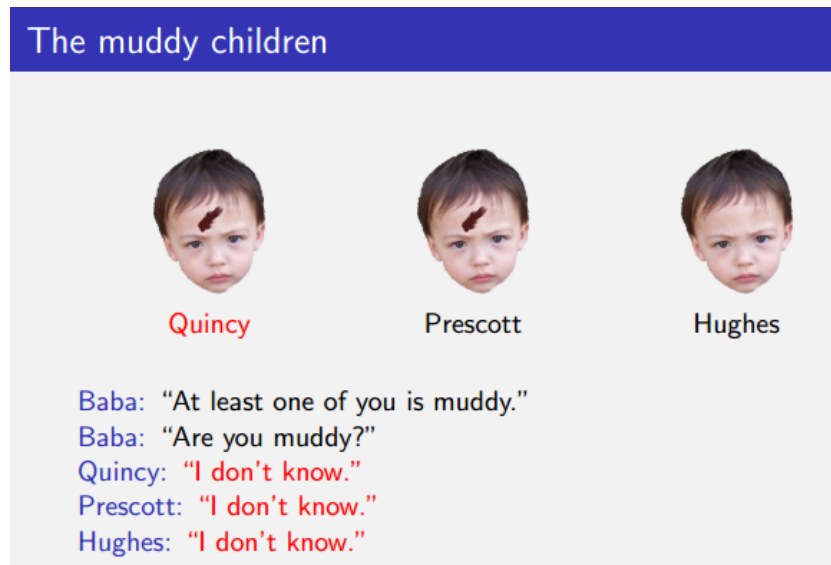 The muddy children
Quincy Prescott Hughes
Baba: “At least one of you is muddy.”
Baba: “Are you muddy?”
Quincy: “I don’t know.”
Prescott: “I don’t know.”
Hughes: “I don’t know.”